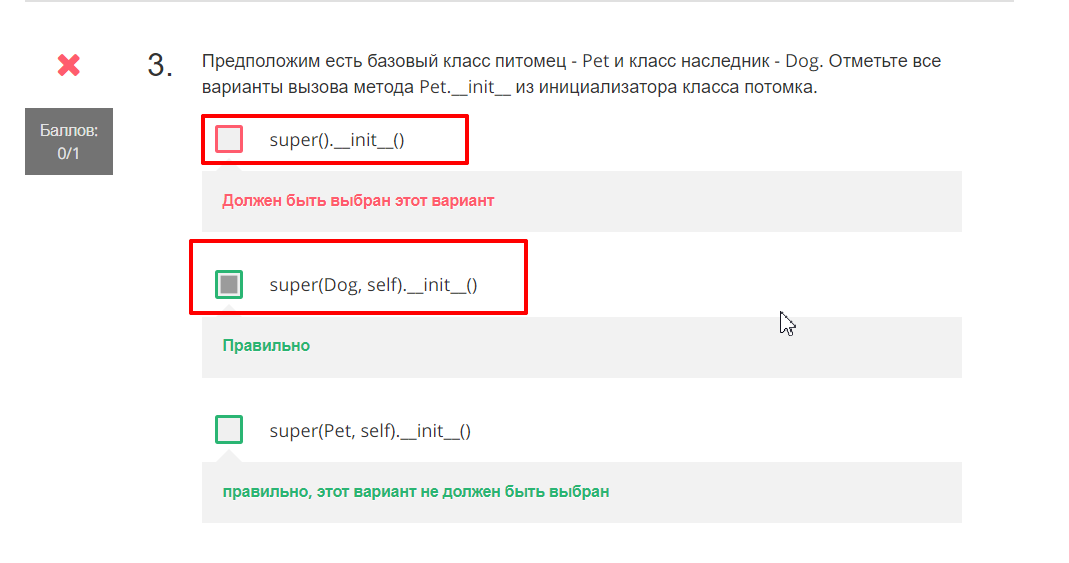 3.
Предположим есть базовый класс питомец - Pet и класс наследник - Dog. Отметьте все
варианты вызова метода Pet.__init__ из инициализатора класса потомка.
Баллов:
0/1
super().__init__()
Должен быть выбран этот вариант
super(Dog, self).__init__()
Правильно
super(Pet, self).__init__()
правильно, этот вариант не должен быть выбран